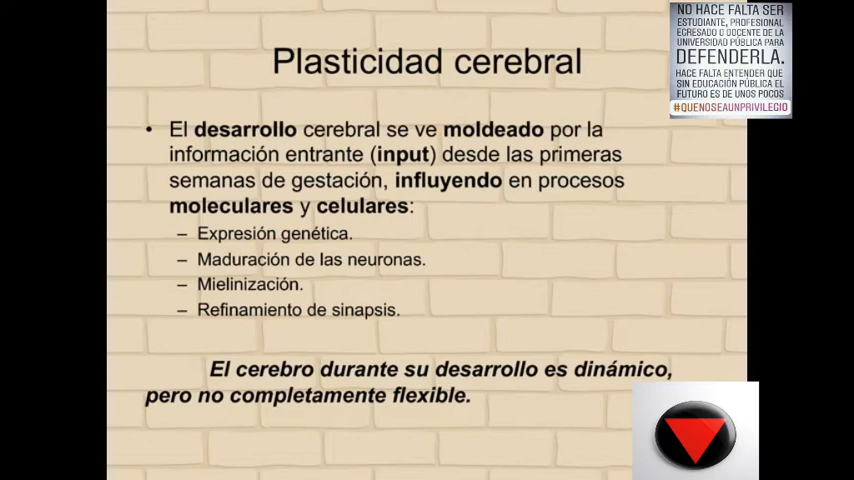 Plasticidad cerebral
NO HACE FALTA SER
ESTUDIANTE, PROFESIONAL
EGRESADO O DOCENTE DE LA
UNIVERSIDAD PÚBLICA PARA
DEFENDERLA.
HACE FALTA ENTENDER QUE
SIN EDUCACIÓN PÚBLICA EL
FUTURO ES DE UNOS POCOS
#QUENOSEAUNPRIVILEGIO
• El desarrollo cerebral se ve moldeado por la
información entrante (input) desde las primeras
semanas de gestación, influyendo en procesos
moleculares y celulares:
– Expresión genética.
– Maduración de las neuronas.
– Mielinización.
– Refinamiento de sinapsis.
El cerebro durante su desarrollo es dinámico,
pero no completamente flexible.